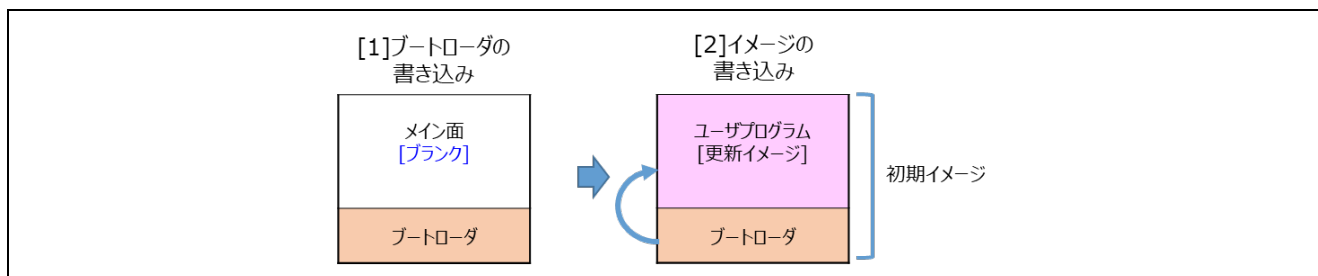 [1]ブートローダの
書き込み
メイン面
[ブランク]
ブートローダ
[2]イメージの
書き込み
ユーザプログラム
[更新イメージ]
ブートローダ
初期イメージ